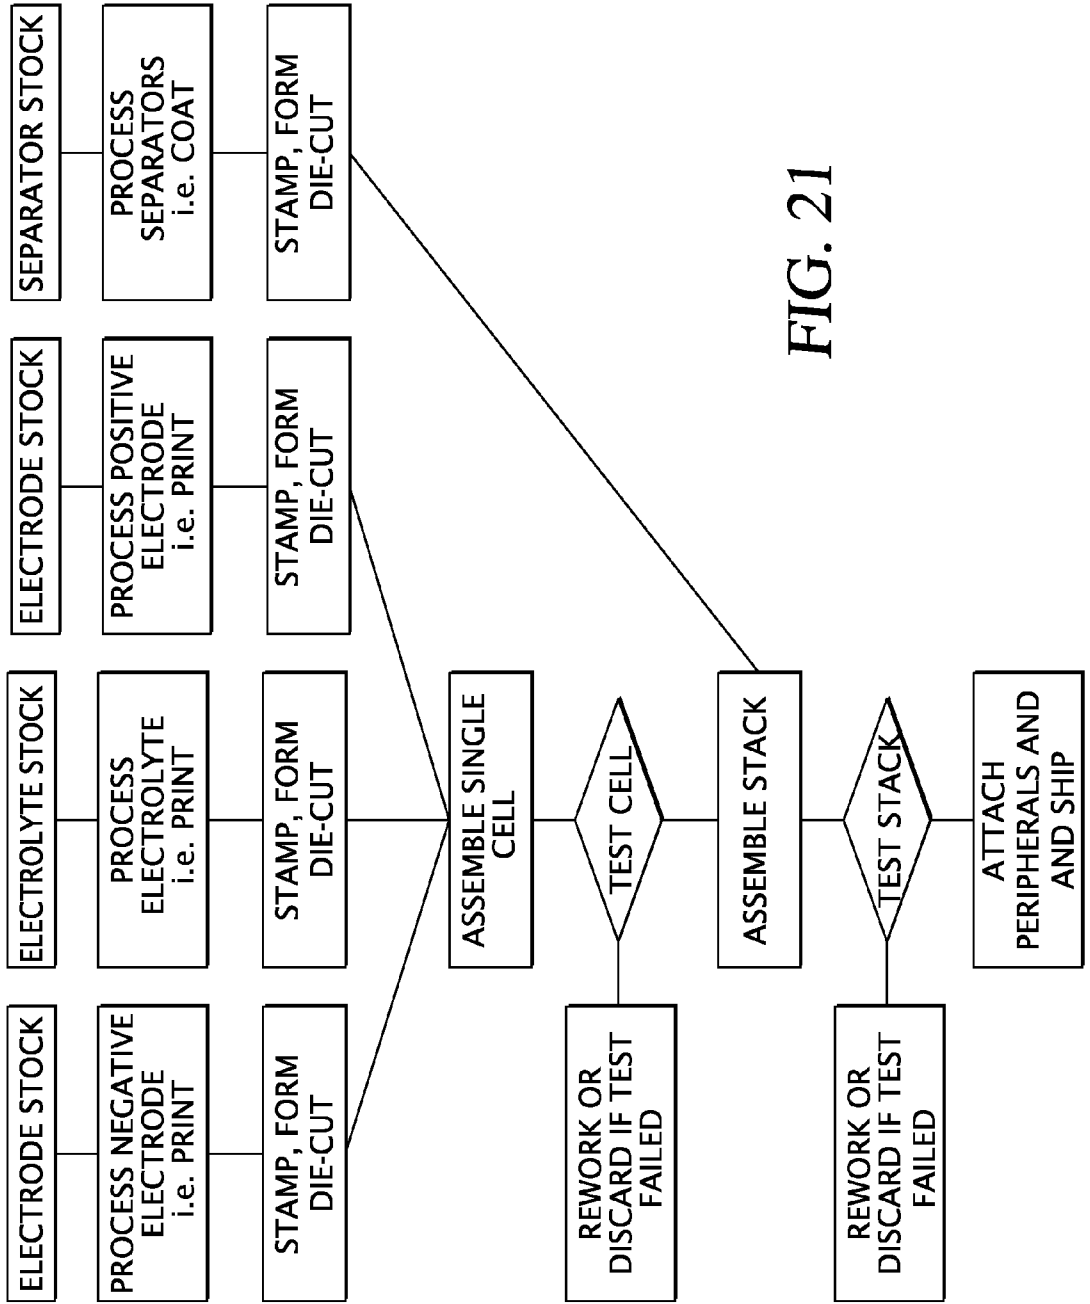 ELECTRODE STOCK
ELECTROLYTE STOCK
ELECTRODE STOCK
SEPARATOR STOCK
PROCESS NEGATIVE
ELECTRODE
i.e. PRINT
PROCESS
ELECTROLYTE
i.e. PRINT
PROCESS POSITIVE
ELECTRODE
i.e. PRINT
PROCESS
SEPARATORS
i.e. COAT
STAMP, FORM
DIE-CUT
STAMP, FORM
DIE-CUT
STAMP, FORM
DIE-CUT
STAMP, FORM
DIE-CUT
ASSEMBLE SINGLE
CELL
REWORK OR
DISCARD IF TEST
FAILED
TEST CELL
ASSEMBLE STACK
REWORK OR
DISCARD IF TEST
FAILED
TEST STACK
ATTACH
PERIPHERALS AND
AND SHIP
FIG. 21